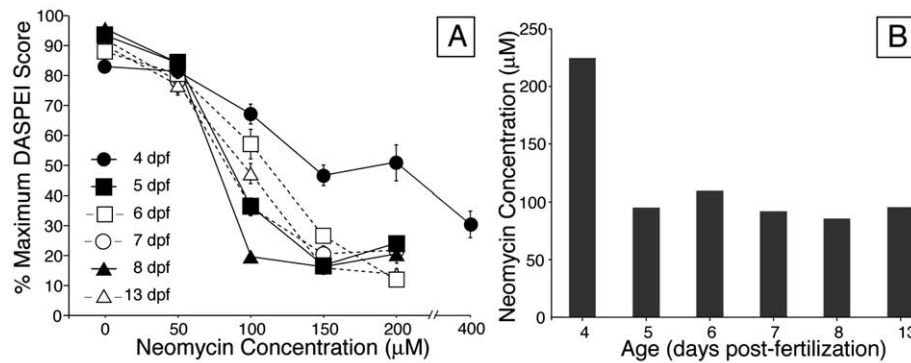 A
% Maximum DASPEI Score
100
90
80
70
60
50
40
30
20
10
0
4 dpf
5 dpf
6 dpf
7 dpf
8 dpf
13 dpf
0 50 100 150 200 400
Neomycin Concentration (µM)
B
Neomycin Concentration (µM)
250
200
150
100
50
0
4 5 6 7 8 13
Age (days post-fertilization)